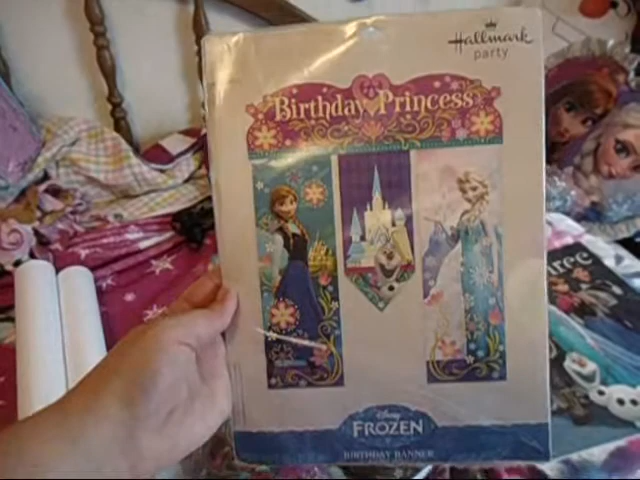 Hallmark
party
Birthday Princess
Disney
FROZEN
BIRTHDAY BANNER